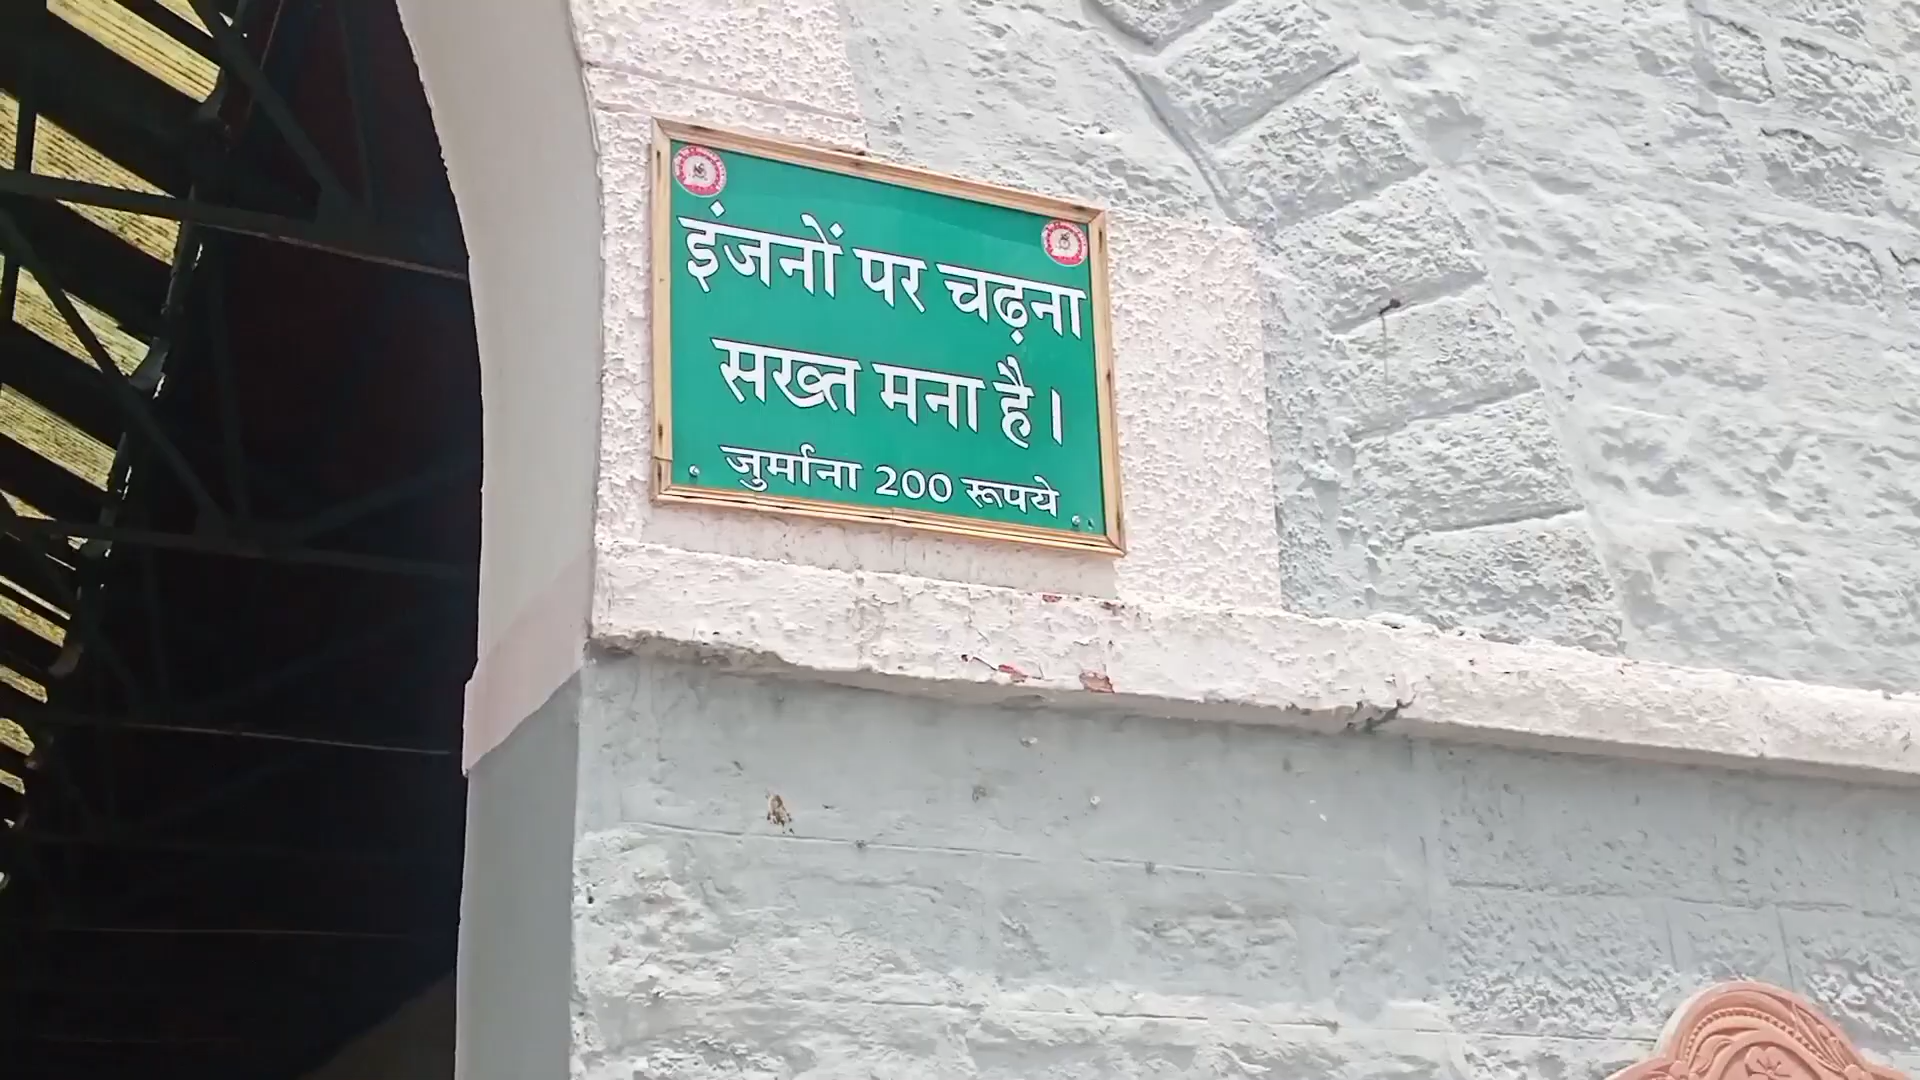 इंजनों पर चढ़ना
सख्त मना है।
जुर्माना 200 रूपये